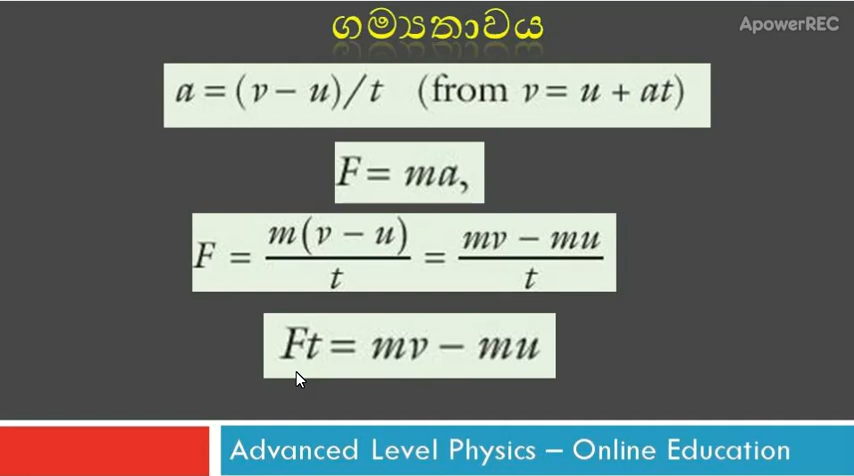 ගම්‍යතාවය
ApowerREC
a = (v − u)/t (from v = u + at)
F = ma,
F = m(v − u)/t = mv − mu/t
Ft = mv − mu
Advanced Level Physics – Online Education